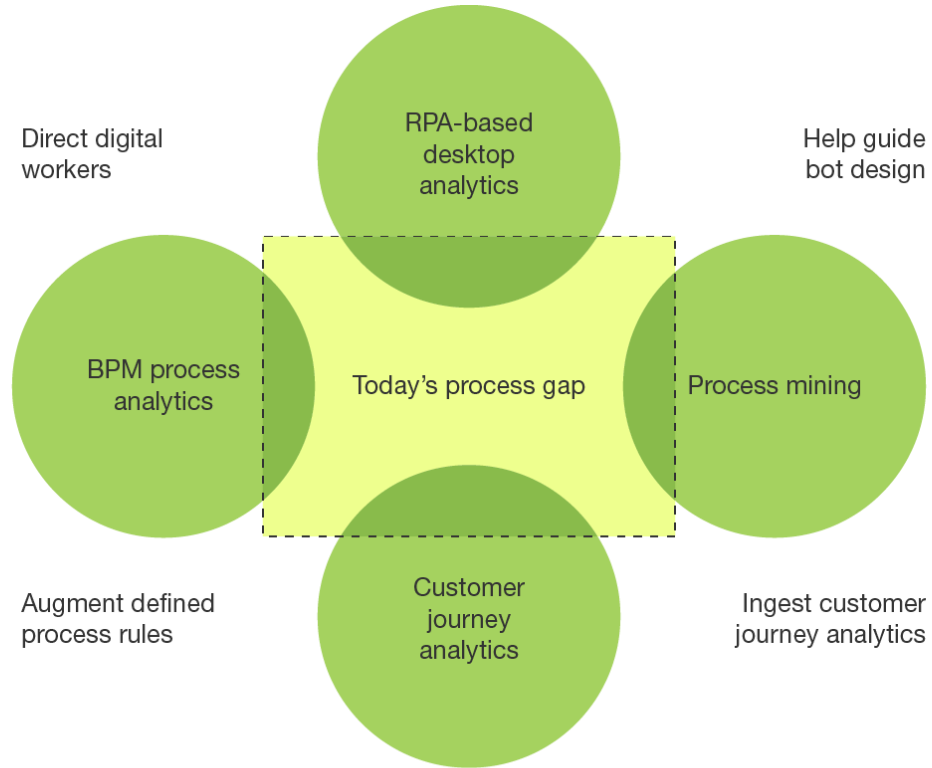 RPA-based
desktop
analytics
Direct digital
workers
Help guide
bot design
BPM process
analytics
Today's process gap
Process mining
Customer
journey
analytics
Augment defined
process rules
Ingest customer
journey analytics